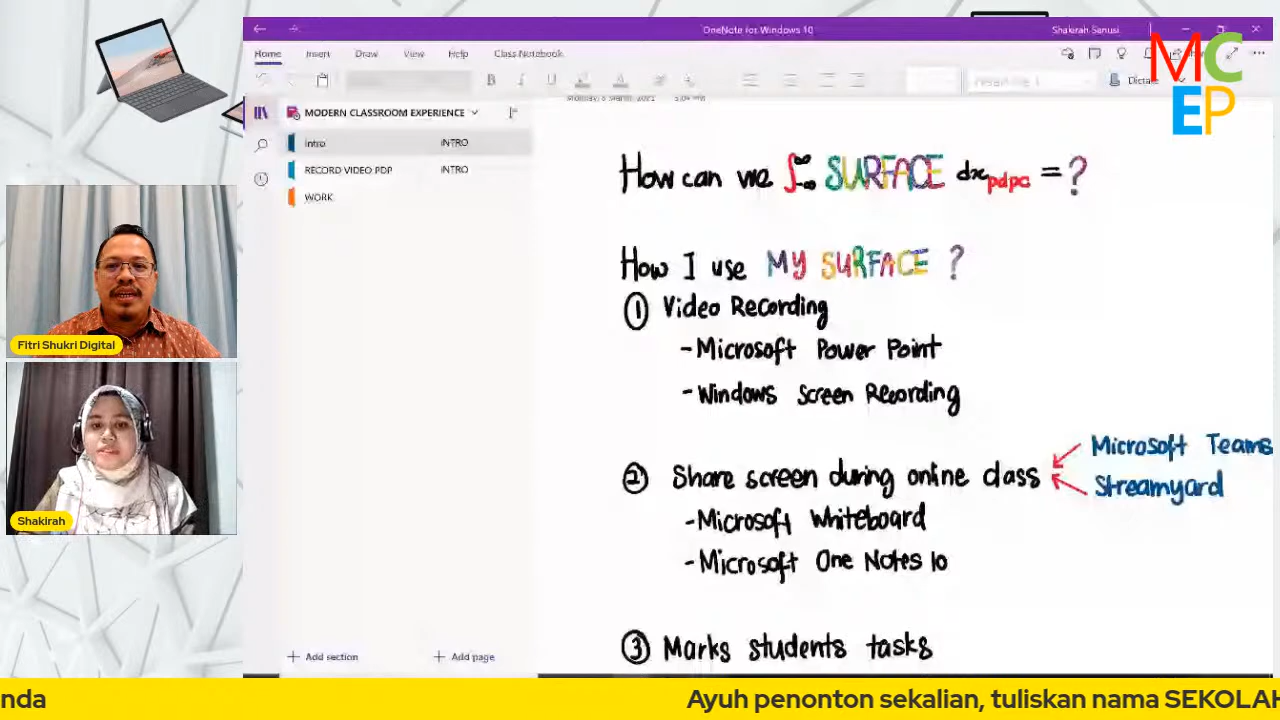 OneNote for Windows 10
Shakirah Sanusi
Home Insert Draw View Help Class Notebook
MC
EP
B I U
Dictate
MODERN CLASSROOM EXPERIENCE
Intro
RECORD VIDEO PDP
WORK
INTRO
INTRO
How can we ∫∞-∞ SURFACE dx pdpc = ?
How I use MY SURFACE ?
① Video Recording
- Microsoft Power Point
- Windows Screen Recording
② Share screen during online class
Microsoft Teams
Streamyard
- Microsoft Whiteboard
- Microsoft One Notes 10
③ Marks students tasks
Fitri Shukri Digital
Shakirah
+ Add section
+ Add page
nda
Ayuh penonton sekalian, tuliskan nama SEKOLAH